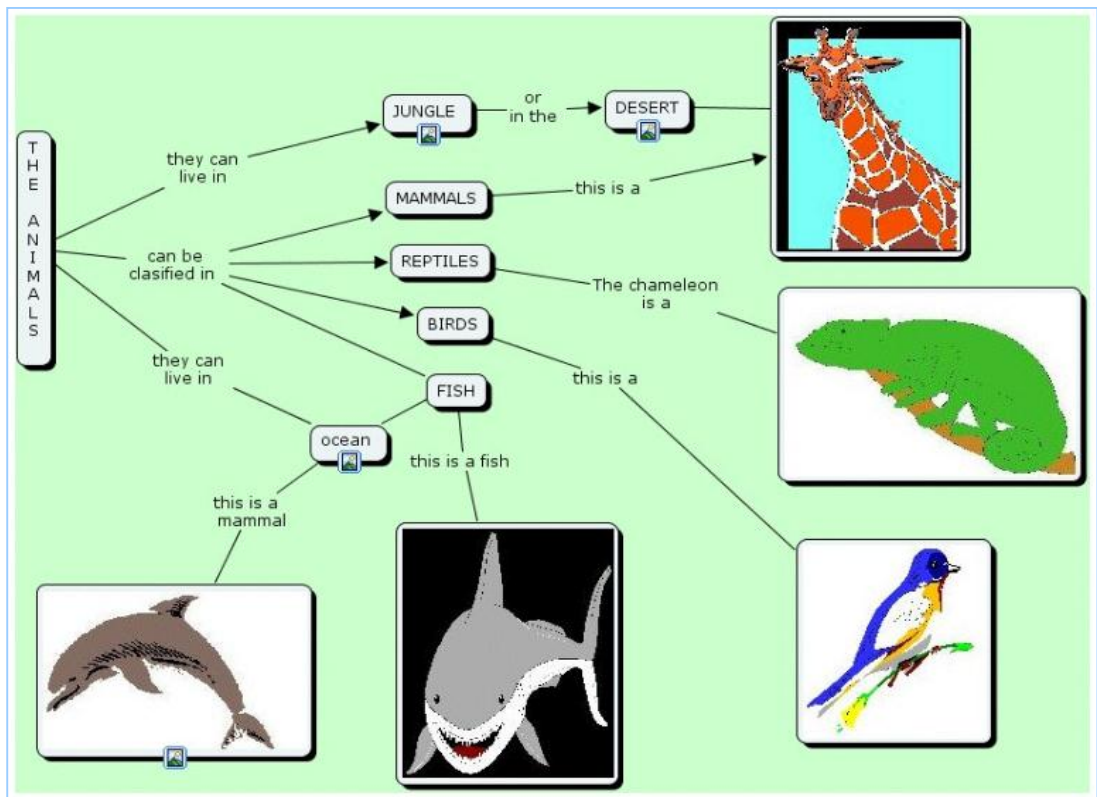 THE ANIMALS
they can
live in
JUNGLE
or
in the
DESERT
can be
clasified in
MAMMALS
this is a
REPTILES
The chameleon
is a
BIRDS
this is a
FISH
this is a fish
they can
live in
ocean
this is a
mammal